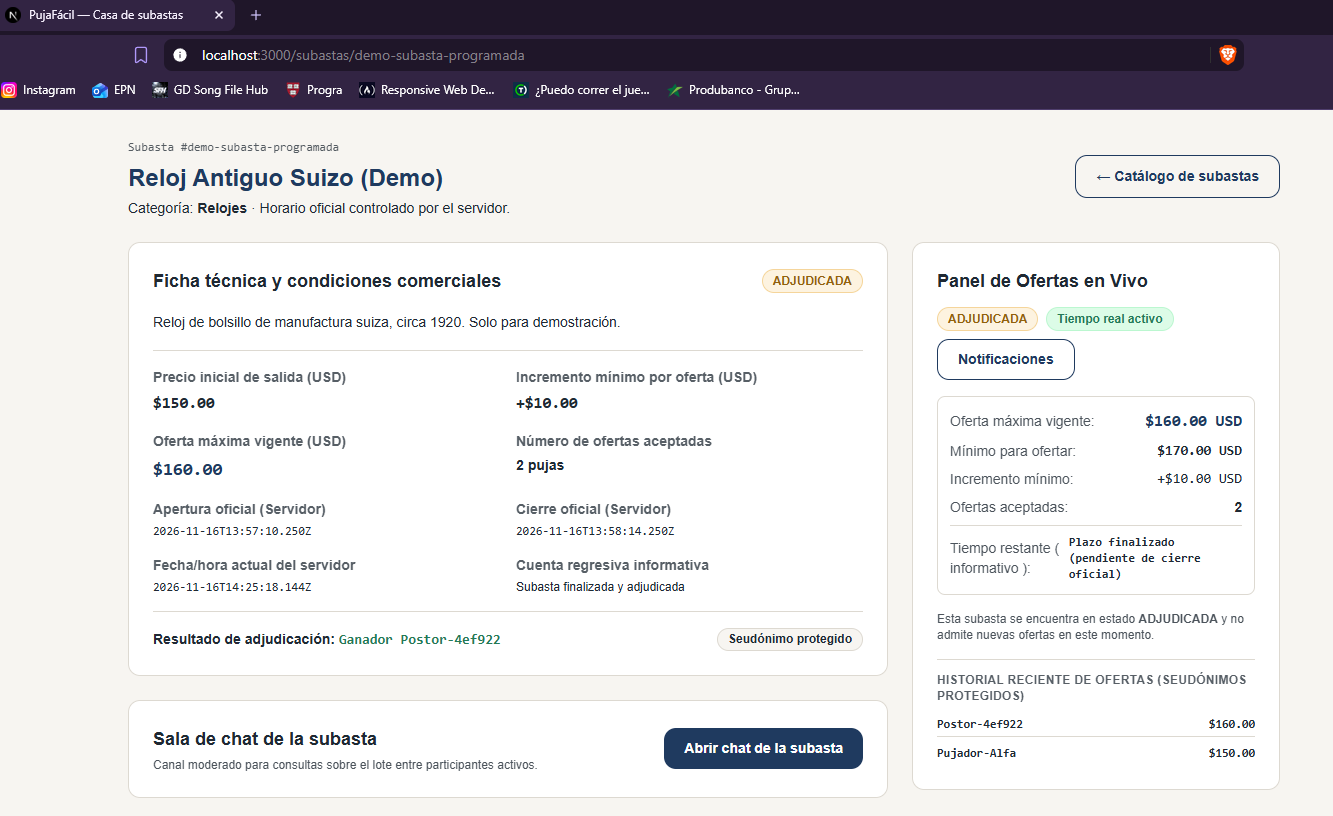 PujaFácil — Casa de subastas
localhost:3000/subastas/demo-subasta-programada
Instagram
EPN
GD Song File Hub
Progra
Responsive Web De...
¿Puedo correr el jue...
Produbanco - Grup...
Subasta #demo-subasta-programada
Reloj Antiguo Suizo (Demo)
Categoría: Relojes · Horario oficial controlado por el servidor.
← Catálogo de subastas
Ficha técnica y condiciones comerciales
ADJUDICADA
Reloj de bolsillo de manufactura suiza, circa 1920. Solo para demostración.
Precio inicial de salida (USD)
$150.00
Incremento mínimo por oferta (USD)
+$10.00
Oferta máxima vigente (USD)
$160.00
Número de ofertas aceptadas
2 pujas
Apertura oficial (Servidor)
2026-11-16T13:57:10.250Z
Cierre oficial (Servidor)
2026-11-16T13:58:14.250Z
Fecha/hora actual del servidor
2026-11-16T14:25:18.144Z
Cuenta regresiva informativa
Subasta finalizada y adjudicada
Resultado de adjudicación: Ganador Postor-4ef922
Seudónimo protegido
Sala de chat de la subasta
Canal moderado para consultas sobre el lote entre participantes activos.
Abrir chat de la subasta
Panel de Ofertas en Vivo
ADJUDICADA
Tiempo real activo
Notificaciones
Oferta máxima vigente: $160.00 USD
Mínimo para ofertar: $170.00 USD
Incremento mínimo: +$10.00 USD
Ofertas aceptadas: 2
Tiempo restante (
informativo ):
Plazo finalizado
(pendiente de cierre
oficial)
Esta subasta se encuentra en estado ADJUDICADA y no
admite nuevas ofertas en este momento.
HISTORIAL RECIENTE DE OFERTAS (SEUDÓNIMOS
PROTEGIDOS)
Postor-4ef922 $160.00
Pujador-Alfa $150.00